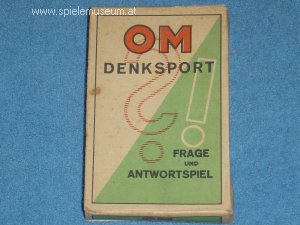 www.spielemuseum.at
OM
DENKSPORT
?!
FRAGE
UND
ANTWORTSPIEL